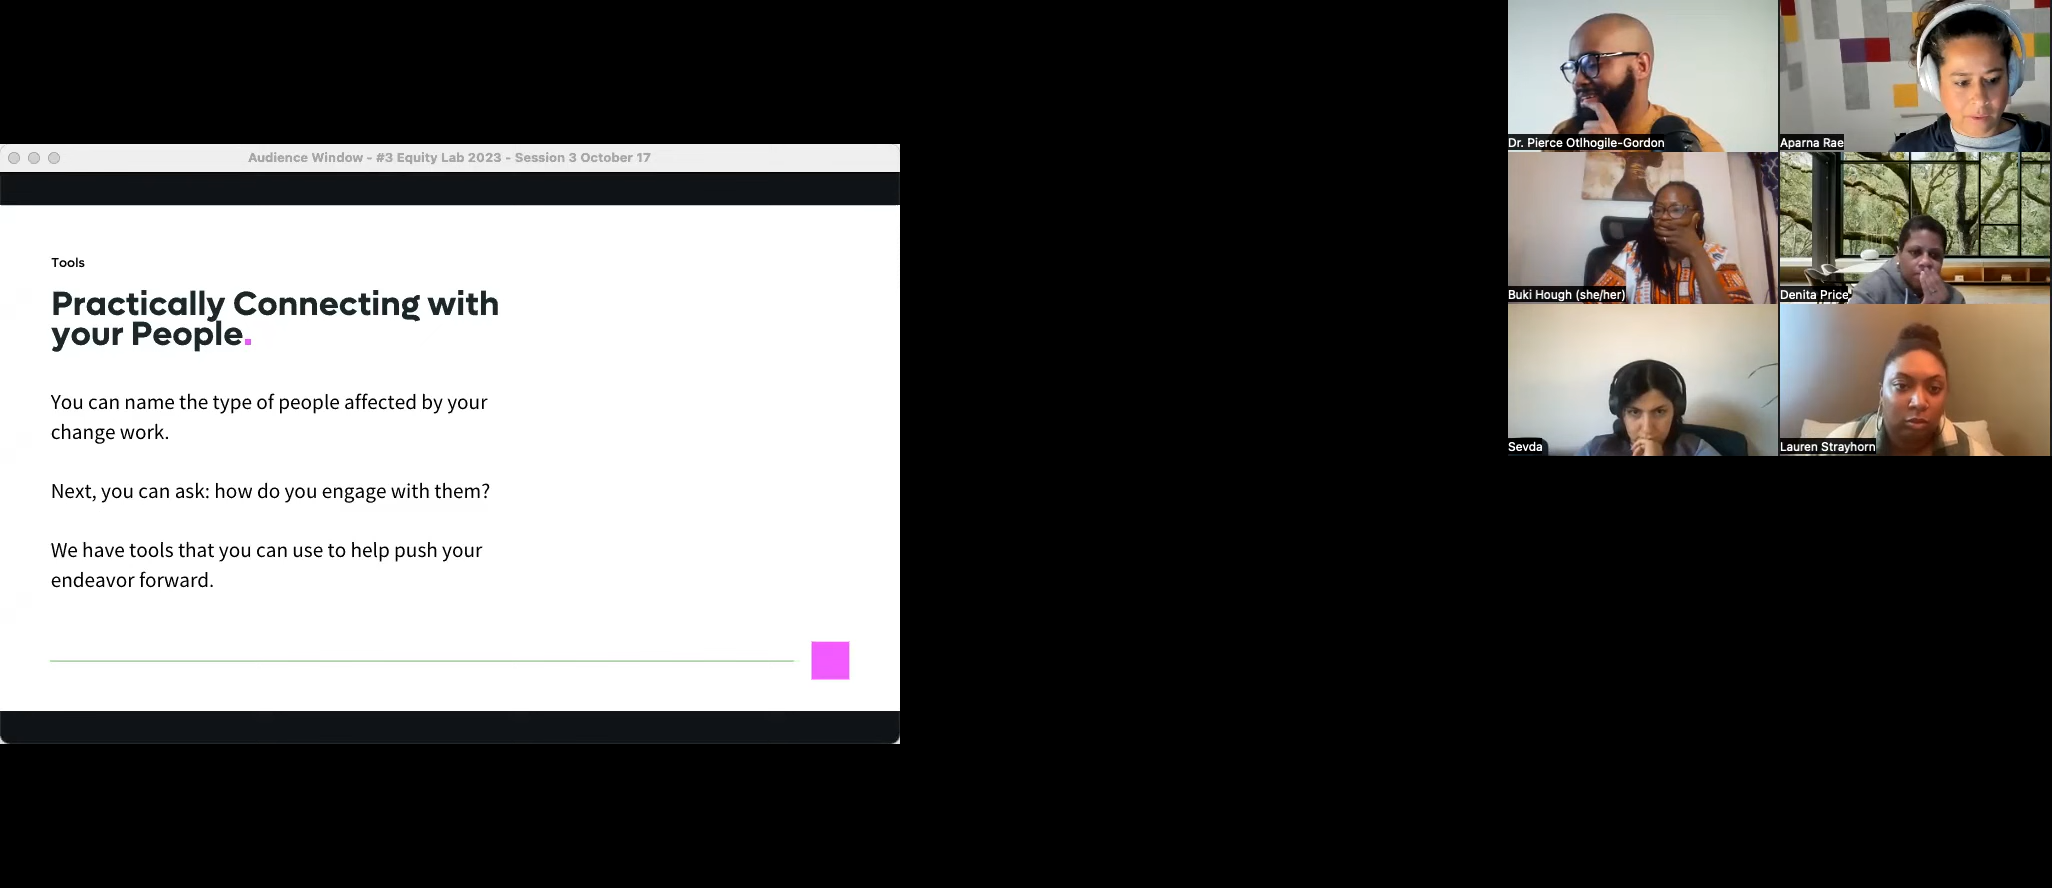 Audience Window - #3 Equity Lab 2023 - Session 3 October 17
Tools
Practically Connecting with
your People.
You can name the type of people affected by your
change work.
Next, you can ask: how do you engage with them?
We have tools that you can use to help push your
endeavor forward.
Dr. Pierce Otlhogile-Gordon
Aparna Rae
Buki Hough (she/her)
Denita Price
Sevda
Lauren Strayhorn